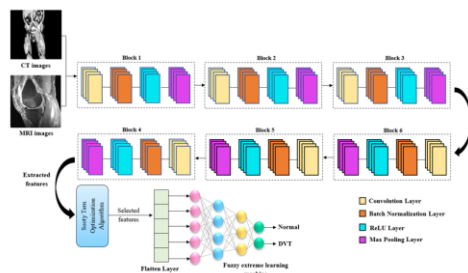 Block 1
Block 2
Block 3
CT images
MRI images
Block 4
Block 5
Block 6
Extracted
features
Sooty Tern
Optimization
Algorithm
Selected
features
Flatten Layer
Normal
DVT
Fuzzy extreme learning
machine
Convolution Layer
Batch Normalization Layer
ReLU Layer
Max Pooling Layer